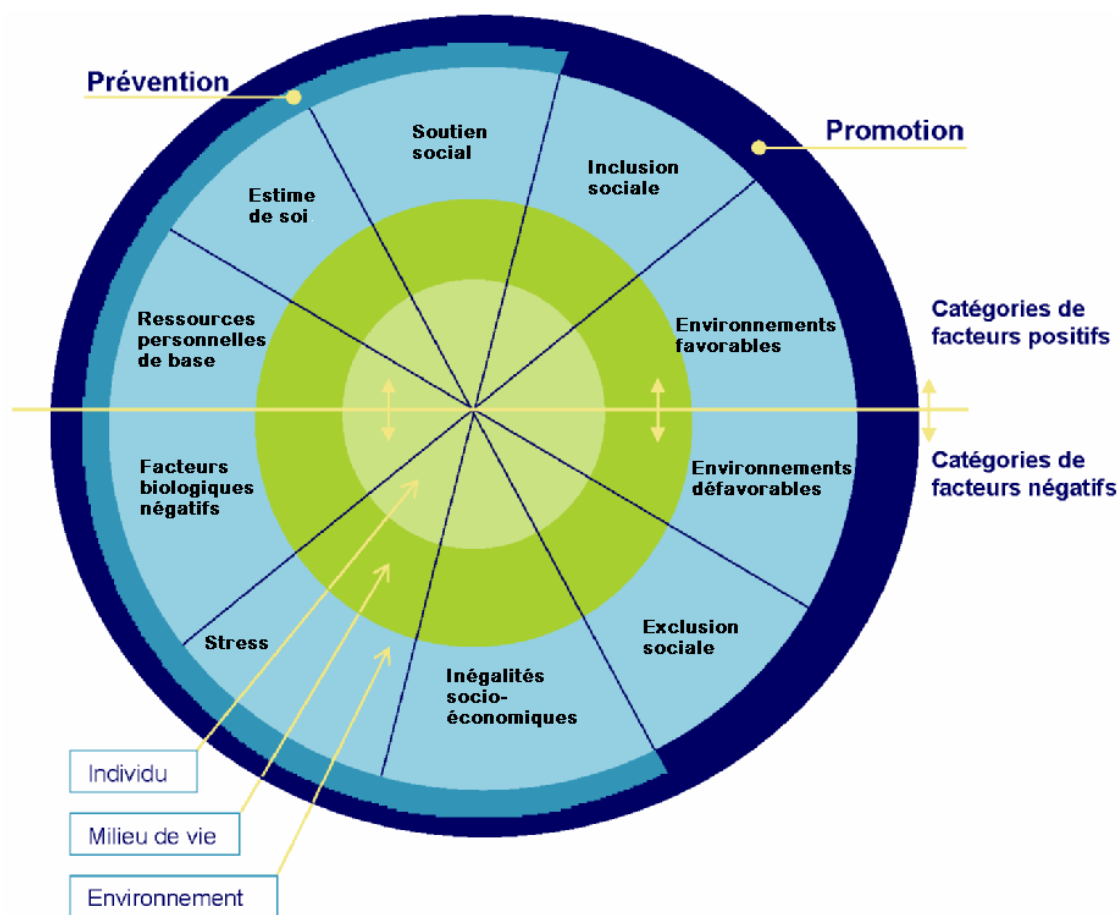 Prévention
Promotion
Soutien
social
Inclusion
sociale
Estime
de soi
Ressources
personnelles
de base
Environnements
favorables
Catégories de
facteurs positifs
Catégories de
facteurs négatifs
Facteurs
biologiques
négatifs
Environnements
défavorables
Stress
Exclusion
sociale
Inégalités
socio-
économiques
Individu
Milieu de vie
Environnement